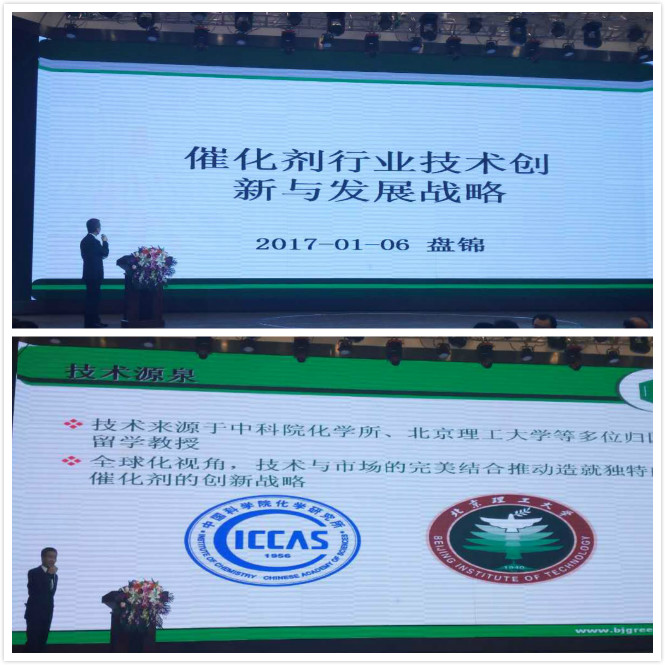 催化剂行业技术创
新与发展战略
2017-01-06 盘锦
技术源泉
技术来源于中科院化学所、北京理工大学等多位归国
留学教授
全球化视角，技术与市场的完美结合推动造就独特的
催化剂的创新战略
中国科学院化学研究所
ICCAS
1956
INSTITUTE OF CHEMISTRY CHINESE ACADEMY OF SCIENCES
北京理工大学
1940
BEIJING INSTITUTE OF TECHNOLOGY
www.bjgree